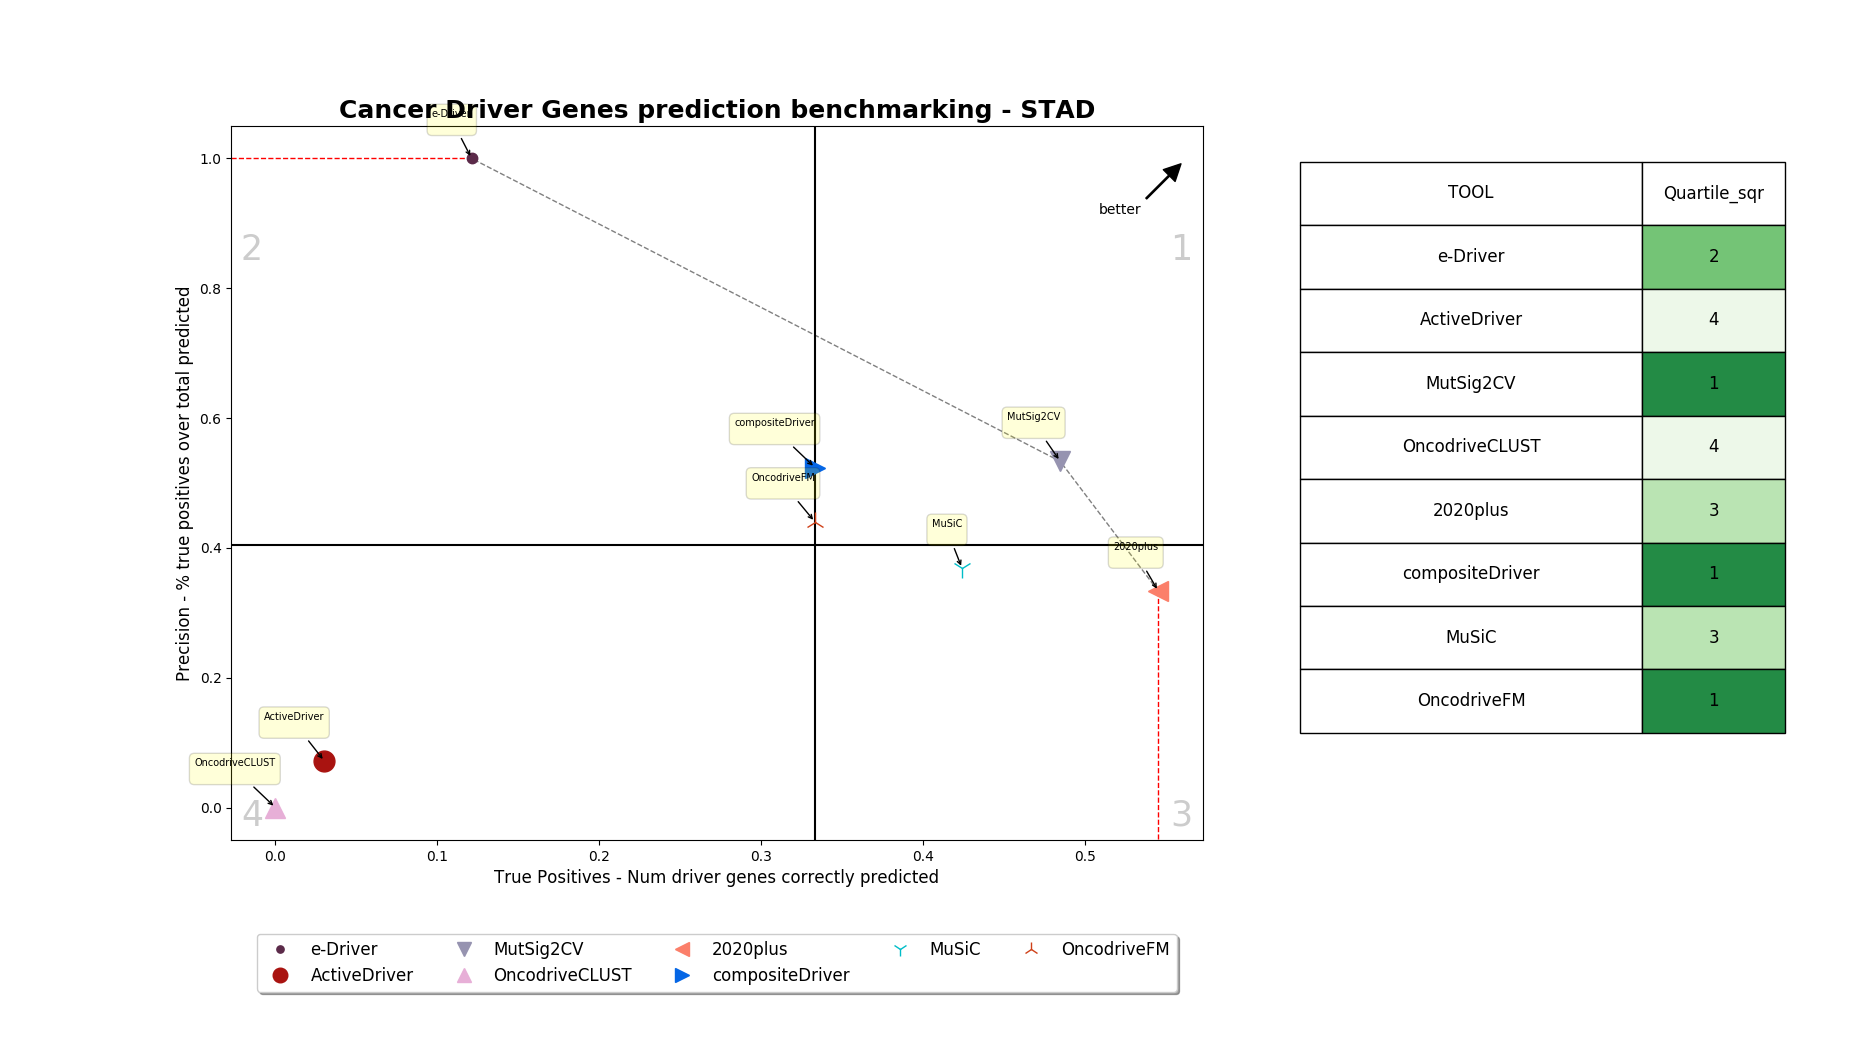 Cancer Driver Genes prediction benchmarking - STAD
e-Driver
better
2
1
compositeDriver
MutSig2CV
OncodriveFM
MuSiC
2020plus
ActiveDriver
OncodriveCLUST
4
3
Precision - % true positives over total predicted
1.0
0.8
0.6
0.4
0.2
0.0
0.0 0.1 0.2 0.3 0.4 0.5
True Positives - Num driver genes correctly predicted
e-Driver MutSig2CV 2020plus MuSiC OncodriveFM
ActiveDriver OncodriveCLUST compositeDriver
TOOL Quartile_sqr
e-Driver 2
ActiveDriver 4
MutSig2CV 1
OncodriveCLUST 4
2020plus 3
compositeDriver 1
MuSiC 3
OncodriveFM 1